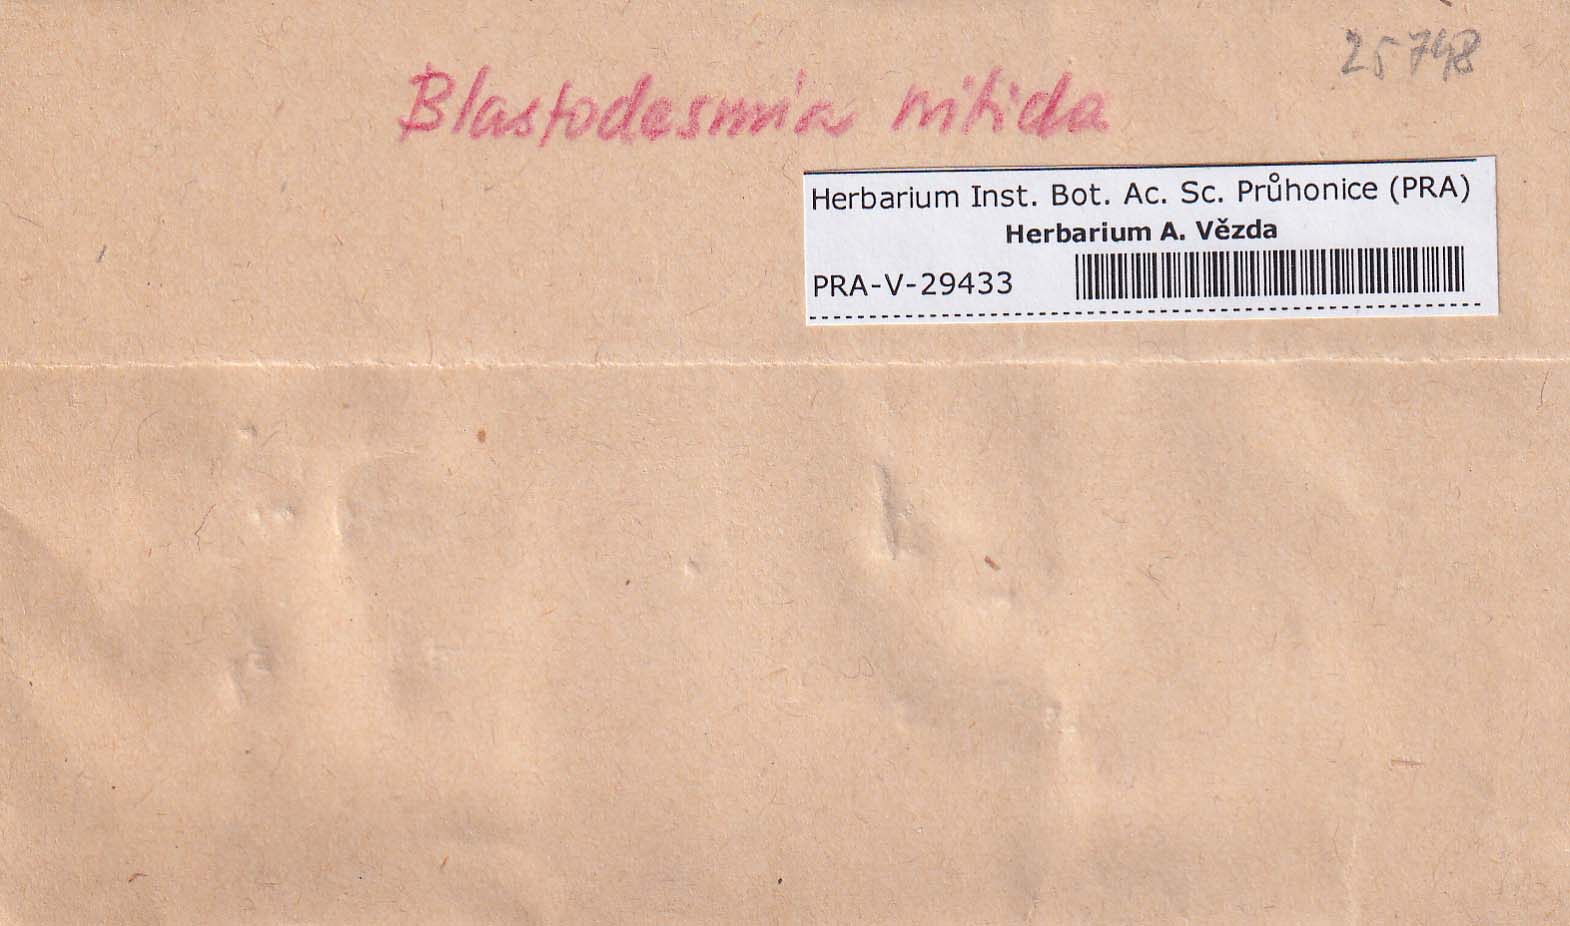 25748
Blastodesmia nitida
Herbarium Inst. Bot. Ac. Sc. Průhonice (PRA)
Herbarium A. Vězda
PRA-V-29433